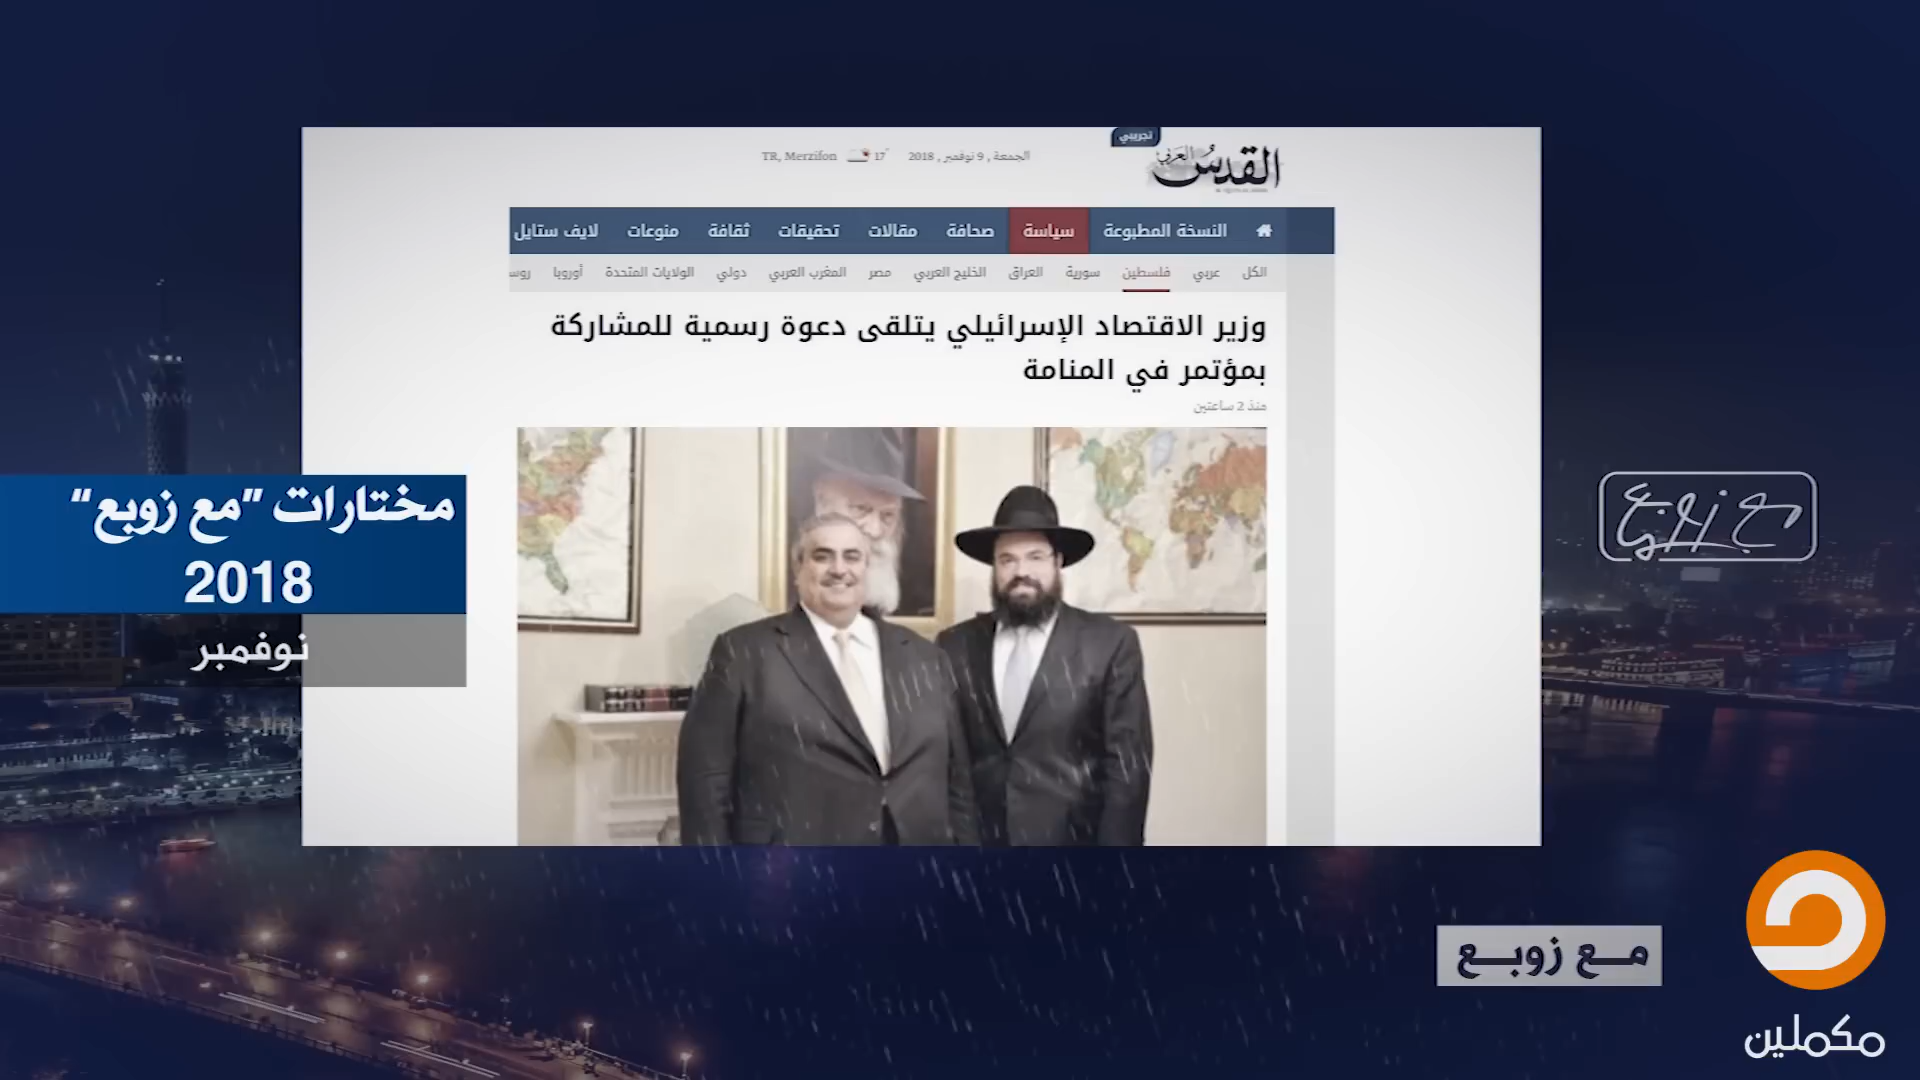 تجريبي
القدس العربي
الجمعة , 9 نوفمبر , 2018
17° TR, Merzifon
النسخة المطبوعة سياسة صحافة مقالات تحقيقات ثقافة منوعات لايف ستايل
الكل عربي فلسطين سورية العراق الخليج العربي مصر المغرب العربي دولي الولايات المتحدة أوروبا روس
وزير الاقتصاد الإسرائيلي يتلقى دعوة رسمية للمشاركة
بمؤتمر في المنامة
منذ 2 ساعتين
مختارات "مع زوبع"
2018
نوفمبر
مع زوبع
مع زوبع
مكملين